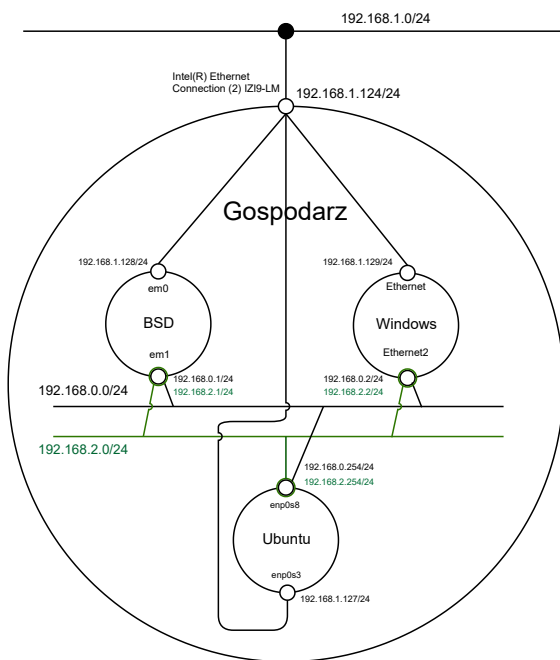 192.168.1.0/24
Intel(R) Ethernet
Connection (2) IZI9-LM
192.168.1.124/24
Gospodarz
192.168.1.128/24
em0
BSD
em1
192.168.0.1/24
192.168.2.1/24
192.168.1.129/24
Ethernet
Windows
Ethernet2
192.168.0.2/24
192.168.2.2/24
192.168.0.0/24
192.168.2.0/24
192.168.0.254/24
192.168.2.254/24
enp0s8
Ubuntu
enp0s3
192.168.1.127/24